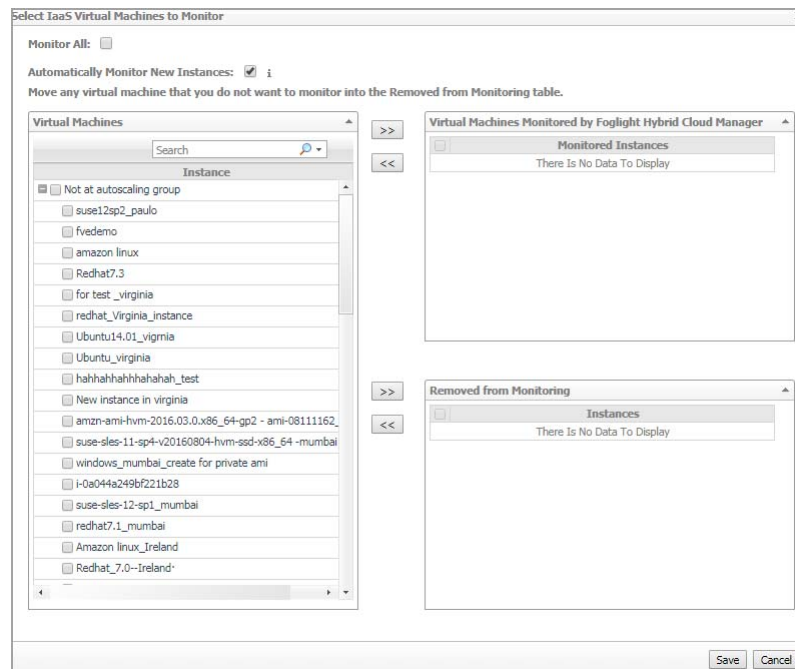 Select IaaS Virtual Machines to Monitor
Monitor All:
Automatically Monitor New Instances: i
Move any virtual machine that you do not want to monitor into the Removed from Monitoring table.
Virtual Machines
Search
Instance
Not at autoscaling group
suse12sp2_paulo
fvedemo
amazon linux
Redhat7.3
for test _virginia
redhat_Virginia_instance
Ubuntu14.01_vigrnia
Ubuntu_virginia
hahhahhahhhahahah_test
New instance in virginia
amzn-ami-hvm-2016.03.0.x86_64-gp2 - ami-08111162_
suse-sles-11-sp4-v20160804-hvm-ssd-x86_64 -mumbai
windows_mumbai_create for private ami
i-0a044a249bf221b28
suse-sles-12-sp1_mumbai
redhat7.1_mumbai
Amazon linux_Ireland
Redhat_7.0--Ireland-
>>
<<
Virtual Machines Monitored by Foglight Hybrid Cloud Manager
Monitored Instances
There Is No Data To Display
>>
<<
Removed from Monitoring
Instances
There Is No Data To Display
Save
Cancel